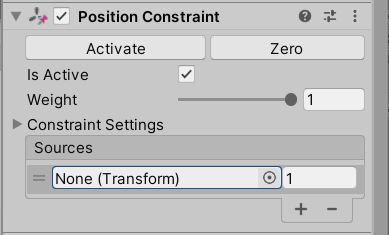 Position Constraint
Activate Zero
Is Active
Weight 1
Constraint Settings
Sources
None (Transform) 1